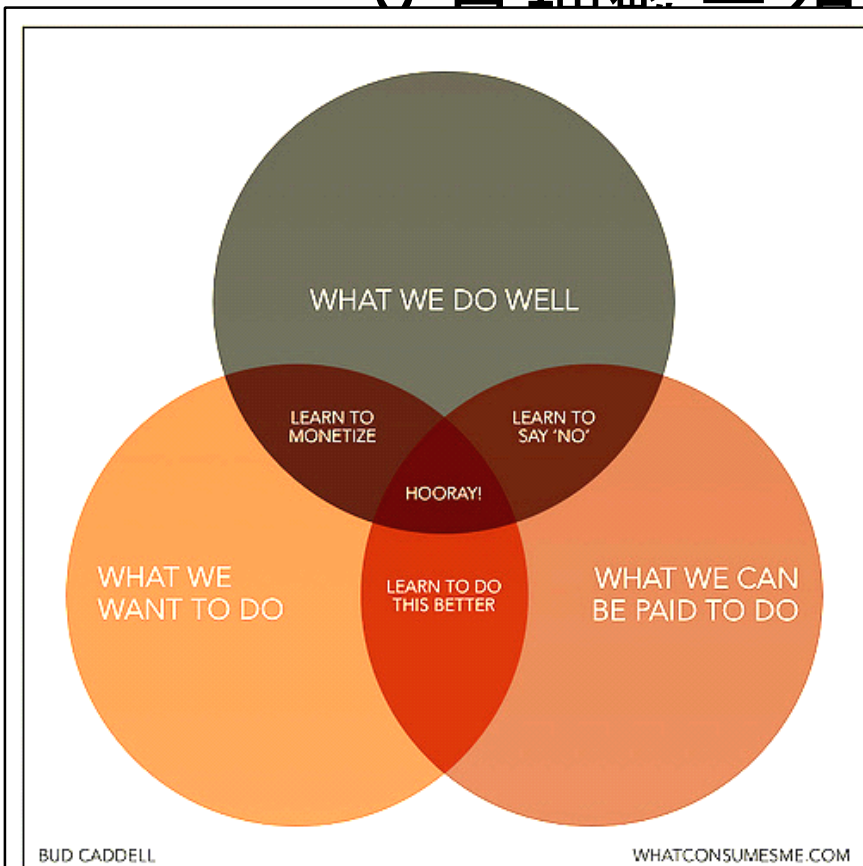 WHAT WE DO WELL
LEARN TO
MONETIZE
LEARN TO
SAY ‘NO’
HOORAY!
WHAT WE
WANT TO DO
LEARN TO DO
THIS BETTER
WHAT WE CAN
BE PAID TO DO
BUD CADDELL
WHATCONSUMESME.COM